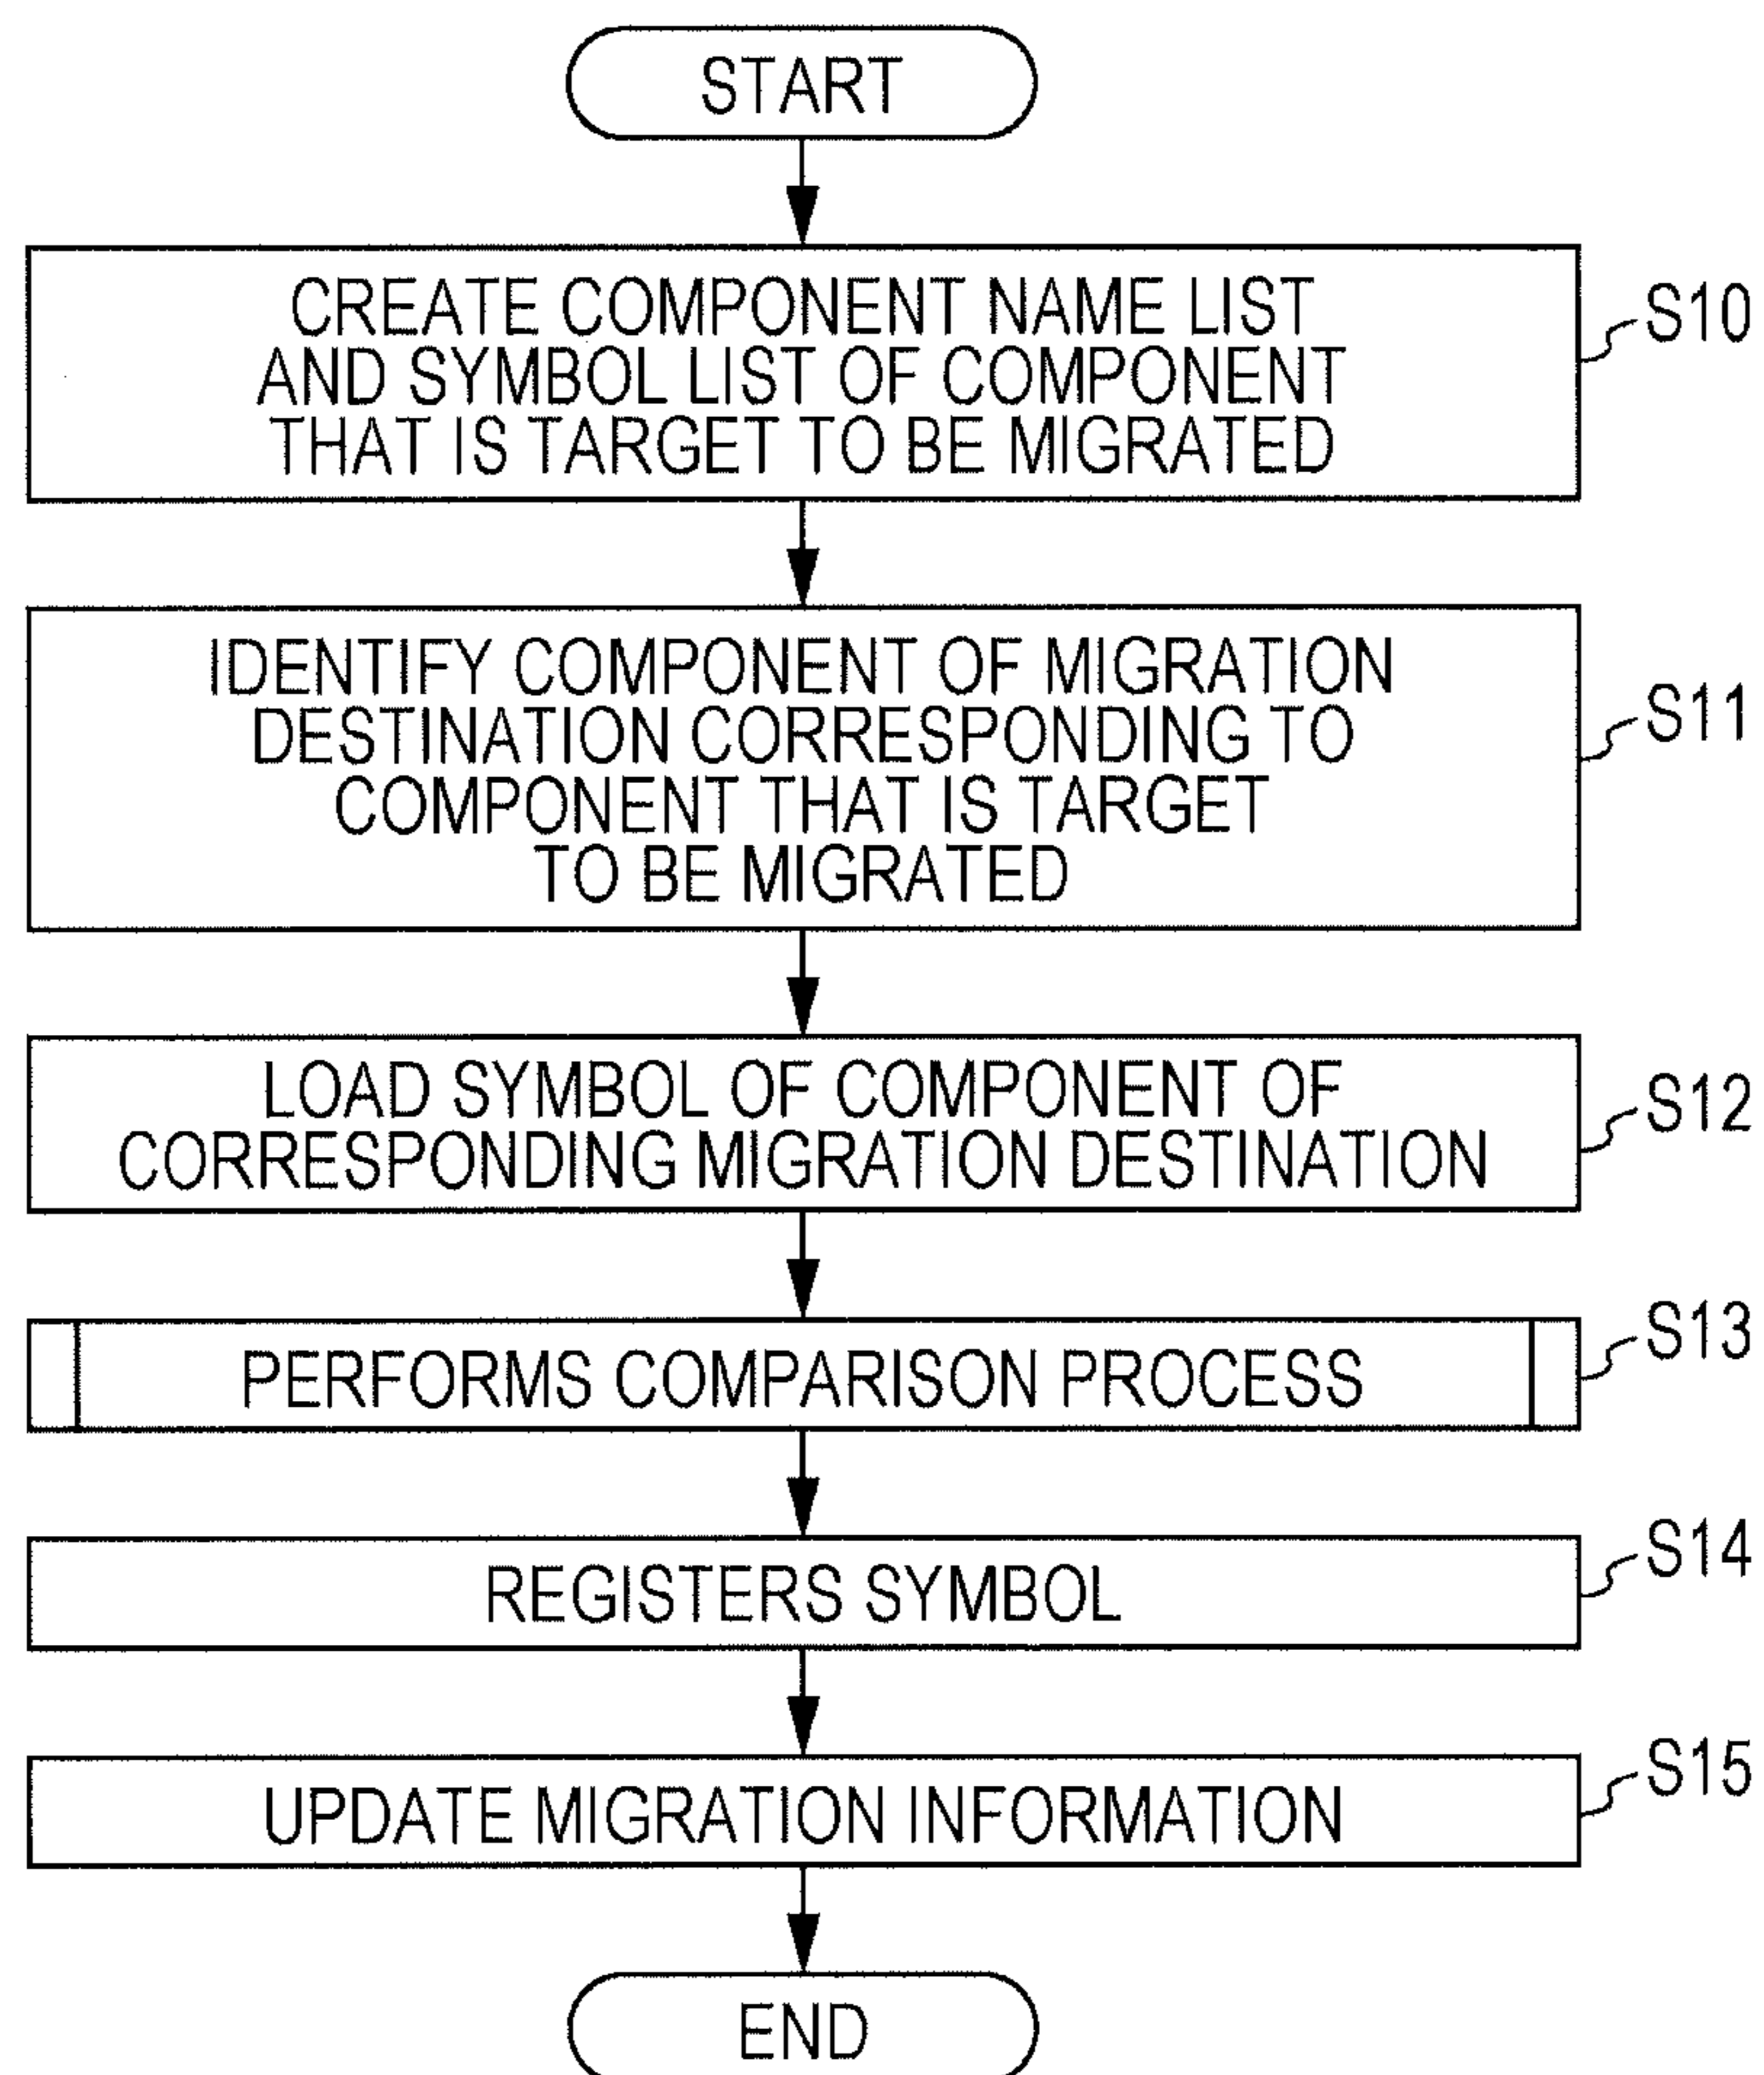 START
CREATE COMPONENT NAME LIST
AND SYMBOL LIST OF COMPONENT
THAT IS TARGET TO BE MIGRATED
S10
IDENTIFY COMPONENT OF MIGRATION
DESTINATION CORRESPONDING TO
COMPONENT THAT IS TARGET
TO BE MIGRATED
S11
LOAD SYMBOL OF COMPONENT OF
CORRESPONDING MIGRATION DESTINATION
S12
PERFORMS COMPARISON PROCESS
S13
REGISTERS SYMBOL
S14
UPDATE MIGRATION INFORMATION
S15
END